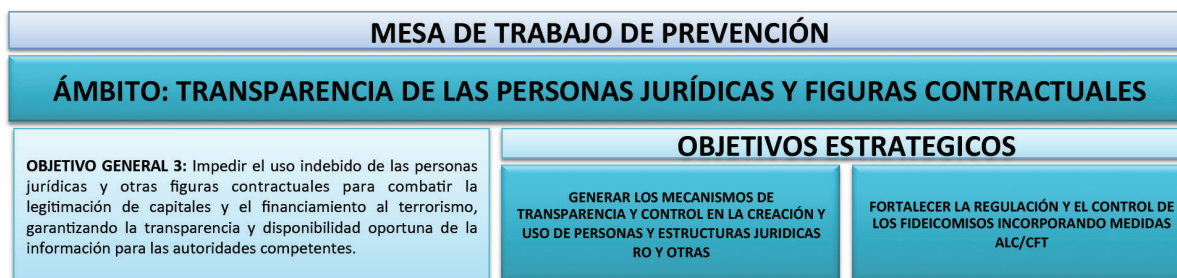 MESA DE TRABAJO DE PREVENCIÓN
ÁMBITO: TRANSPARENCIA DE LAS PERSONAS JURÍDICAS Y FIGURAS CONTRACTUALES
OBJETIVO GENERAL 3: Impedir el uso indebido de las personas
jurídicas y otras figuras contractuales para combatir la
legitimación de capitales y el financiamiento al terrorismo,
garantizando la transparencia y disponibilidad oportuna de la
información para las autoridades competentes.
OBJETIVOS ESTRATEGICOS
GENERAR LOS MECANISMOS DE
TRANSPARENCIA Y CONTROL EN LA CREACIÓN Y
USO DE PERSONAS Y ESTRUCTURAS JURIDICAS
RO Y OTRAS
FORTALECER LA REGULACIÓN Y EL CONTROL DE
LOS FIDEICOMISOS INCORPORANDO MEDIDAS
ALC/CFT